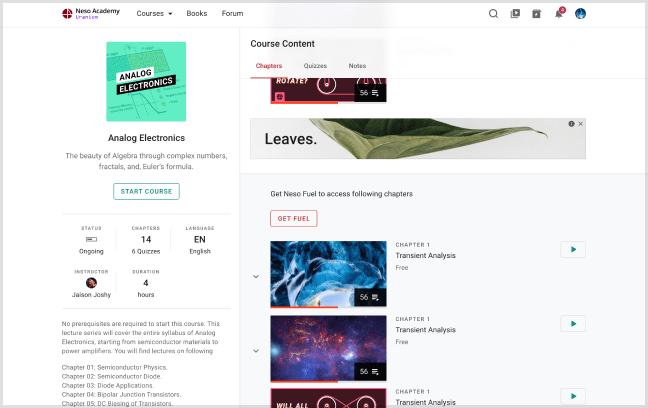 Neso Academy
Uranium
Courses
Books
Forum
4
ANALOG
ELECTRONICS
Analog Electronics
The beauty of Algebra through complex numbers,
fractals, and, Euler's formula.
START COURSE
STATUS
Ongoing
CHAPTERS
14
6 Quizzes
LANGUAGE
EN
English
INSTRUCTOR
Jaison Joshy
DURATION
4
hours
No prerequisites are required to start this course. This
lecture series will cover the entire syllabus of Analog
Electronics, starting from semiconductor materials to
power amplifiers. You will find lectures on following
Chapter 01: Semiconductor Physics.
Chapter 02: Semiconductor Diode.
Chapter 03: Diode Applications.
Chapter 04: Bipolar Junction Transistors.
Chapter 05: DC Biasing of Transistors.
Course Content
Chapters
Quizzes
Notes
ROTATE?
56
Leaves.
Get Neso Fuel to access following chapters
GET FUEL
56
CHAPTER 1
Transient Analysis
Free
56
CHAPTER 1
Transient Analysis
Free
WILL ALL
CHAPTER 1
Transient Analysis